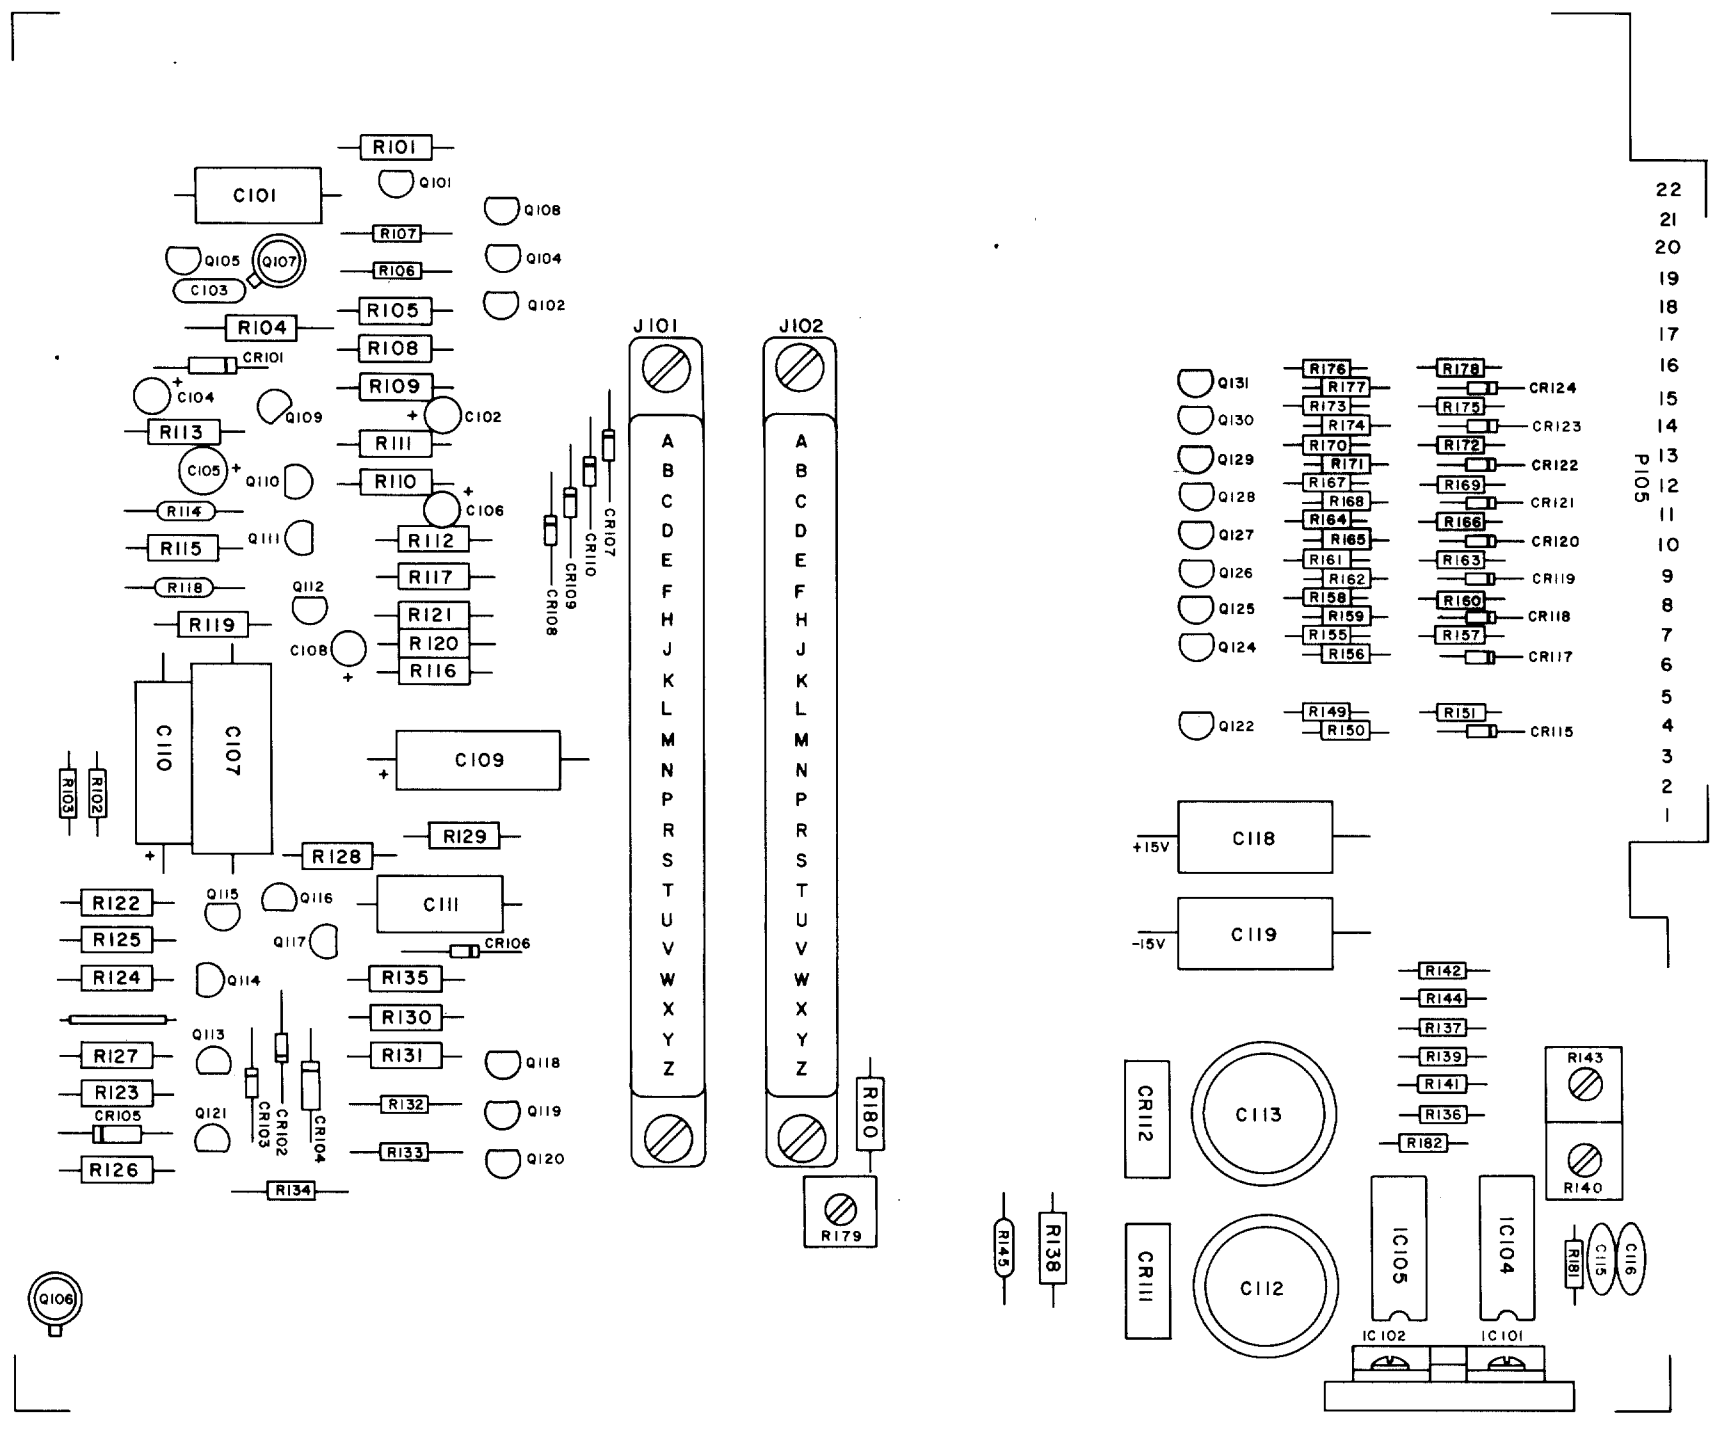 R101
Q101
C101
Q108
R107
Q105
Q107
Q104
R106
C103
R105
Q102
R104
R108
CR101
R109
C104
+
Q109
+
C102
R113
R111
C105
+
Q110
R110
+
C106
R114
Q111
R112
R115
R117
R118
Q112
R121
R119
R120
C108
+
R116
CR107
CR110
CR109
CR108
C110
+
C107
C109
+
R103
R102
R129
R128
R122
Q115
Q116
C111
R125
Q117
CR106
R124
Q114
R135
R130
Q113
R127
R131
Q118
R123
CR103
CR102
CR104
R132
CR105
Q121
Q119
R133
R126
Q120
R134
Q106
J101
A
B
C
D
E
F
H
J
K
L
M
N
P
R
S
T
U
V
W
X
Y
Z
J102
A
B
C
D
E
F
H
J
K
L
M
N
P
R
S
T
U
V
W
X
Y
Z
R180
R179
22
21
20
19
18
17
16
15
14
13
12
11
10
9
8
7
6
5
4
3
2
1
P105
R176
R178
Q131
R177
CR124
R173
R175
Q130
R174
CR123
R170
R172
Q129
R171
CR122
R167
R169
Q128
R168
CR121
R164
R166
Q127
R165
CR120
R161
R163
Q126
R162
CR119
R158
R160
Q125
R159
CR118
R155
R157
Q124
R156
CR117
R149
R151
Q122
R150
CR115
+15V
C118
-15V
C119
R142
R144
R137
R139
R141
R136
R182
R143
R140
CR112
C113
R145
R138
CR111
C112
IC105
IC104
R181
C115
C116
IC102
IC101